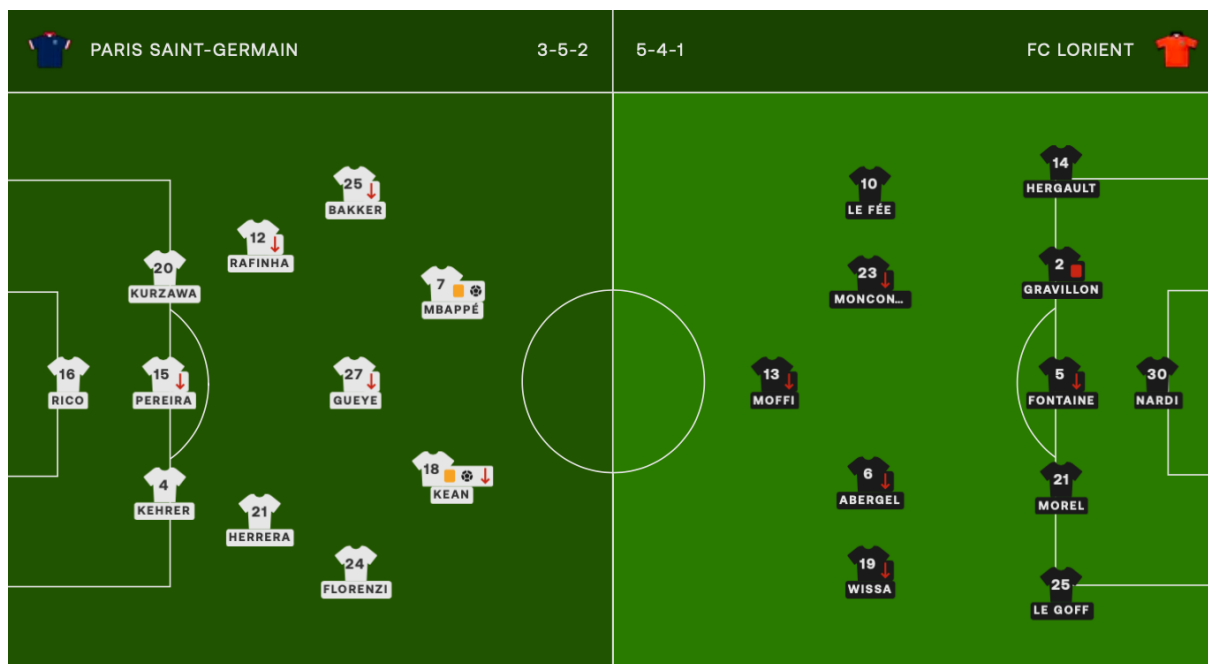 PARIS SAINT-GERMAIN 3-5-2 5-4-1 FC LORIENT
25
BAKKER
12
RAFINHA
20
KURZAWA
7
MBAPPÉ
16
RICO
15
PEREIRA
27
GUEYE
18
KEAN
4
KEHRER
21
HERRERA
24
FLORENZI
14
HERGAULT
10
LE FÉE
2
GRAVILLON
23
MONCON...
13
MOFFI
5
FONTAINE
30
NARDI
6
ABERGEL
21
MOREL
19
WISSA
25
LE GOFF